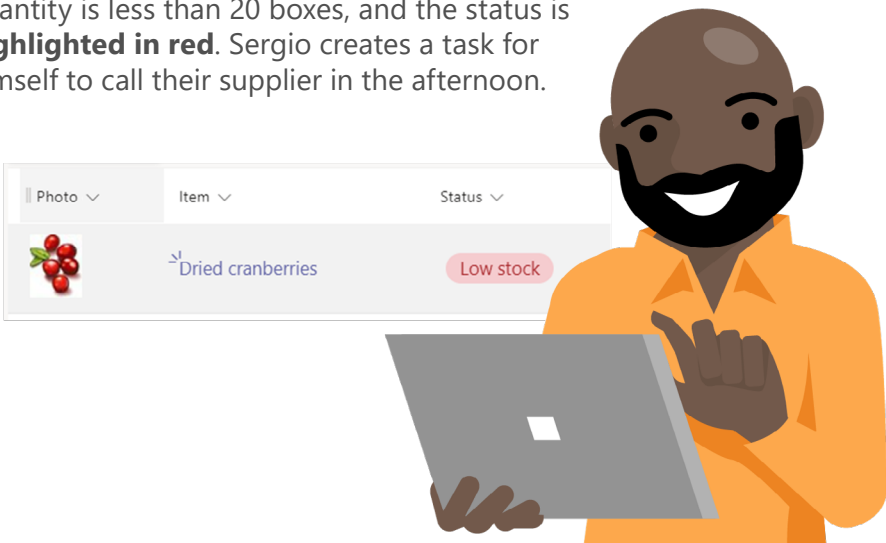 antity is less than 20 boxes, and the status is
ghlighted in red. Sergio creates a task for
mself to call their supplier in the afternoon.
Photo Item Status
Dried cranberries Low stock